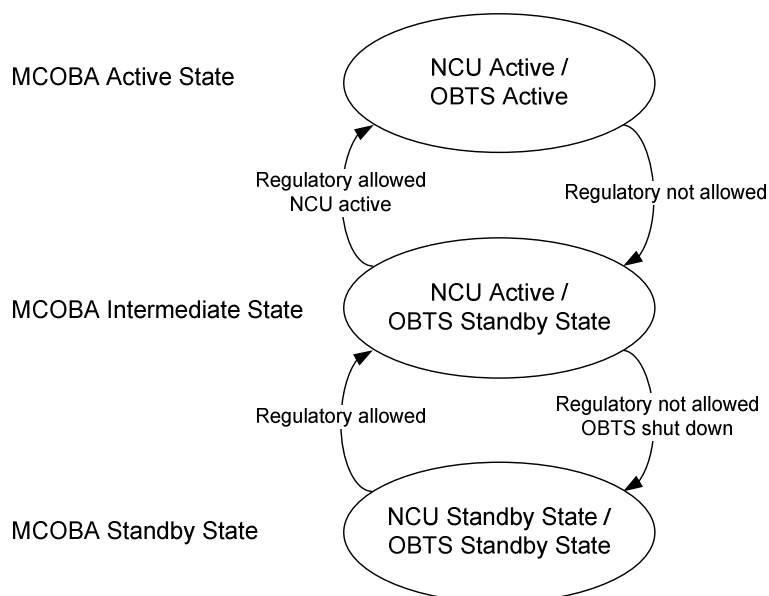 MCOBA Active State
NCU Active /
OBTS Active
Regulatory allowed
NCU active
Regulatory not allowed
MCOBA Intermediate State
NCU Active /
OBTS Standby State
Regulatory allowed
Regulatory not allowed
OBTS shut down
MCOBA Standby State
NCU Standby State /
OBTS Standby State